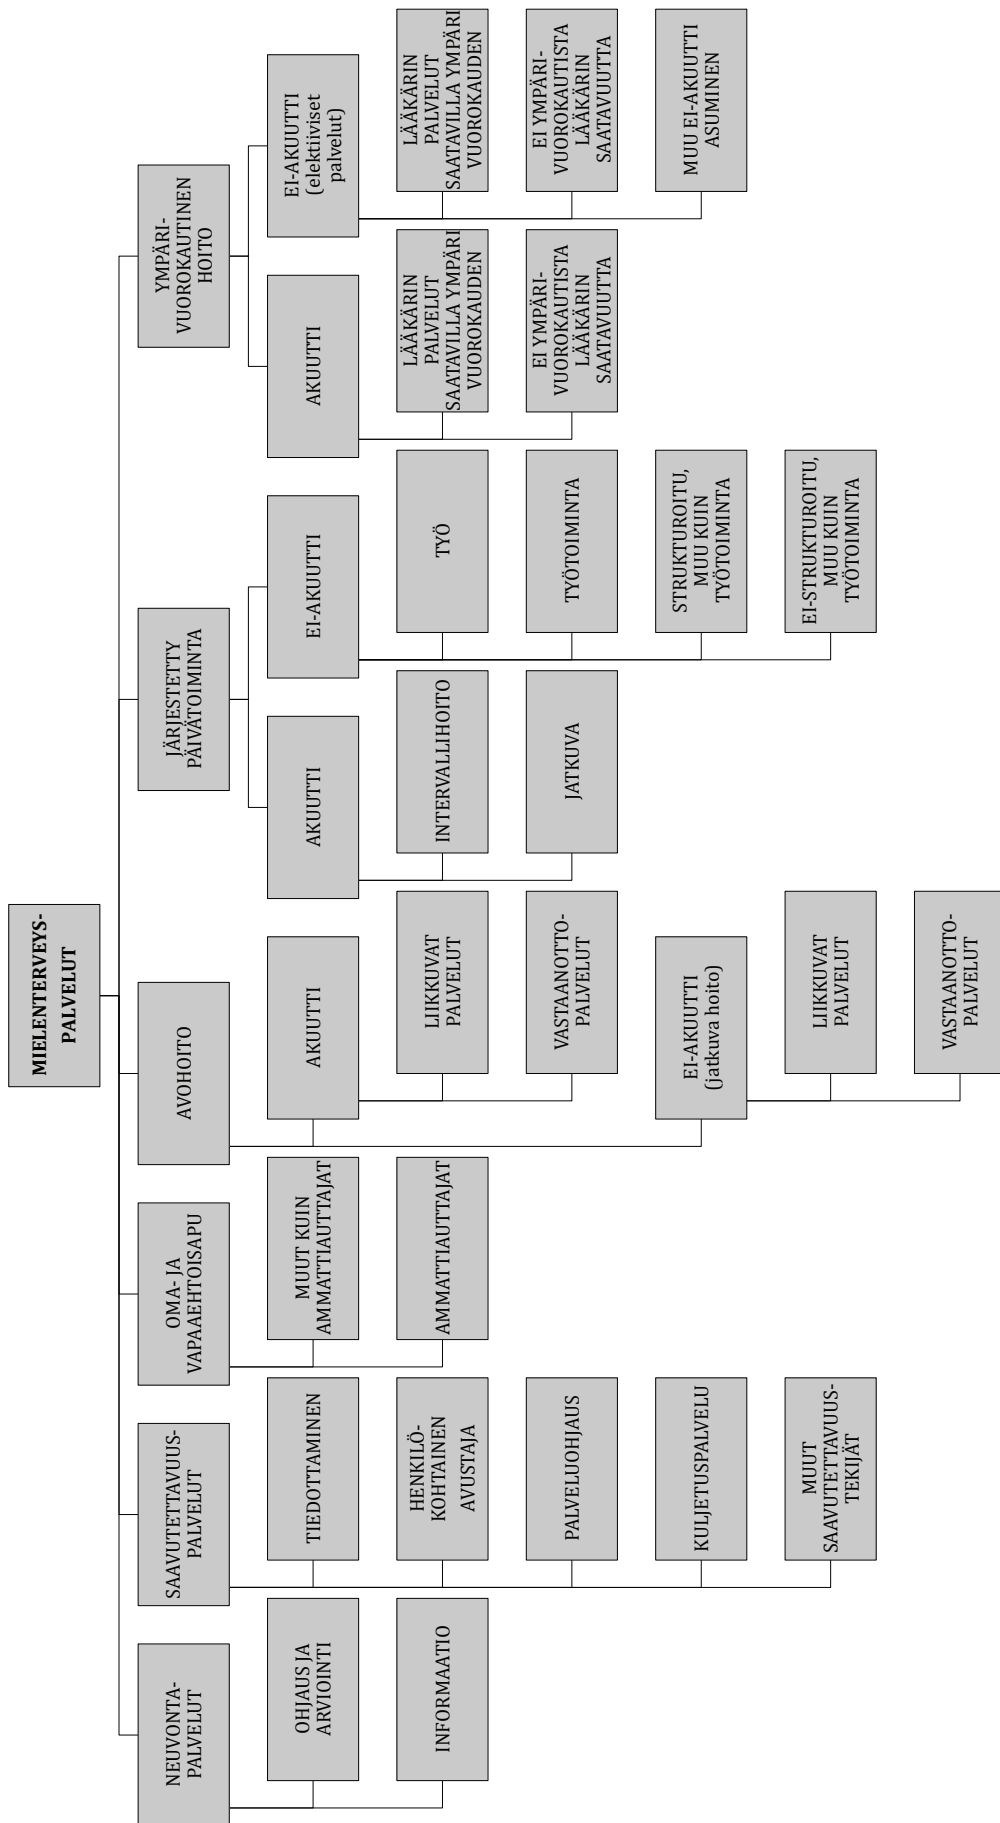 MIELENTERVEYS-
PALVELUT
NEUVONTA-
PALVELUT
OHJAUS JA
ARVIOINTI
INFORMAATIO
SAAVUTETTAVUUS-
PALVELUT
TIEDOTTAMINEN
HENKILÖ-
KOHTAINEN
AVUSTAJA
PALVELUOHJAUS
KULJETUSPALVELU
MUUT
SAAVUTETTAVUUS-
TEKIJÄT
OMA- JA
VAPAAEHTOISAPU
MUUT KUIN
AMMATTIAUTTAJAT
AMMATTIAUTTAJAT
AVOHOITO
AKUUTTI
LIIKKUVAT
PALVELUT
VASTAANOTTO-
PALVELUT
EI-AKUUTTI
(jatkuva hoito)
LIIKKUVAT
PALVELUT
VASTAANOTTO-
PALVELUT
JÄRJESTETTY
PÄIVÄTOIMINTA
AKUUTTI
INTERVALLIHOITO
JATKUVA
EI-AKUUTTI
TYÖ
TYÖTOIMINTA
STRUKTUROITU,
MUU KUIN
TYÖTOIMINTA
EI-STRUKTUROITU,
MUU KUIN
TYÖTOIMINTA
YMPÄRI-
VUOROKAUTINEN
HOITO
AKUUTTI
LÄÄKÄRIN
PALVELUT
SAATAVILLA YMPÄRI
VUOROKAUDEN
EI YMPÄRI-
VUOROKAUTISTA
LÄÄKÄRIN
SAATAVUUTTA
EI-AKUUTTI
(elektiiviset
palvelut)
LÄÄKÄRIN
PALVELUT
SAATAVILLA YMPÄRI
VUOROKAUDEN
EI YMPÄRI-
VUOROKAUTISTA
LÄÄKÄRIN
SAATAVUUTTA
MUU EI-AKUUTTI
ASUMINEN